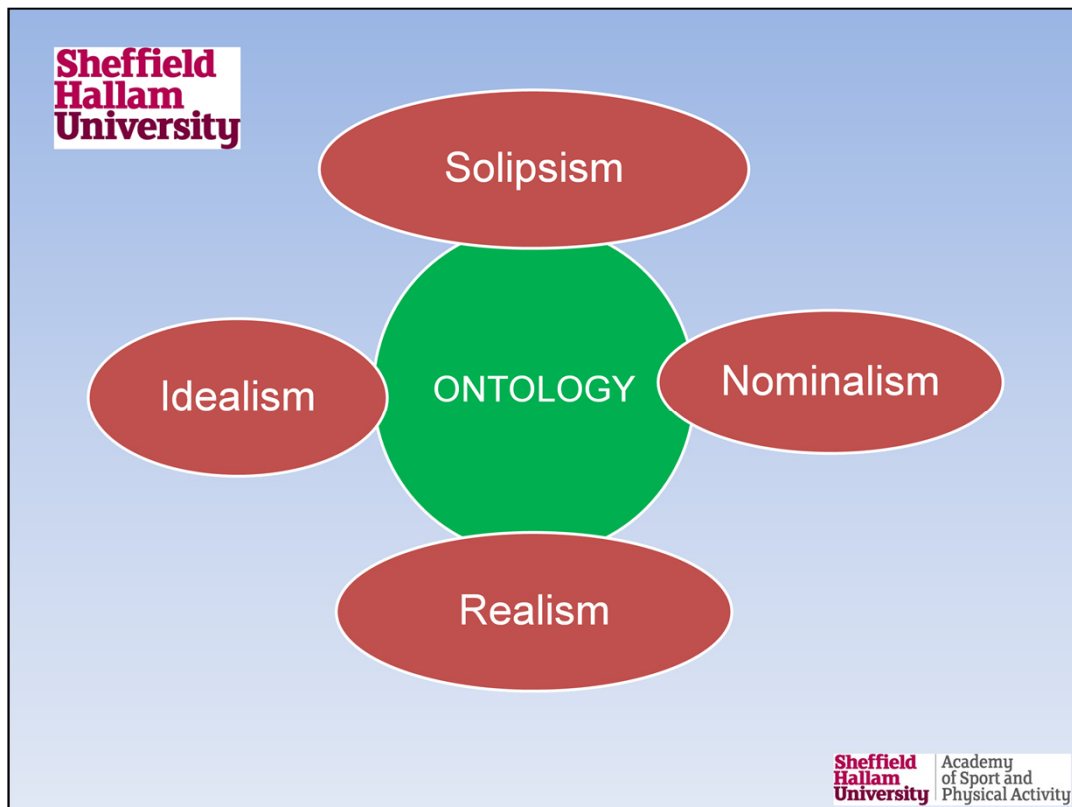 Sheffield
Hallam
University
Solipsism
Idealism
ONTOLOGY
Nominalism
Realism
Sheffield
Hallam
University
Academy
of Sport and
Physical Activity